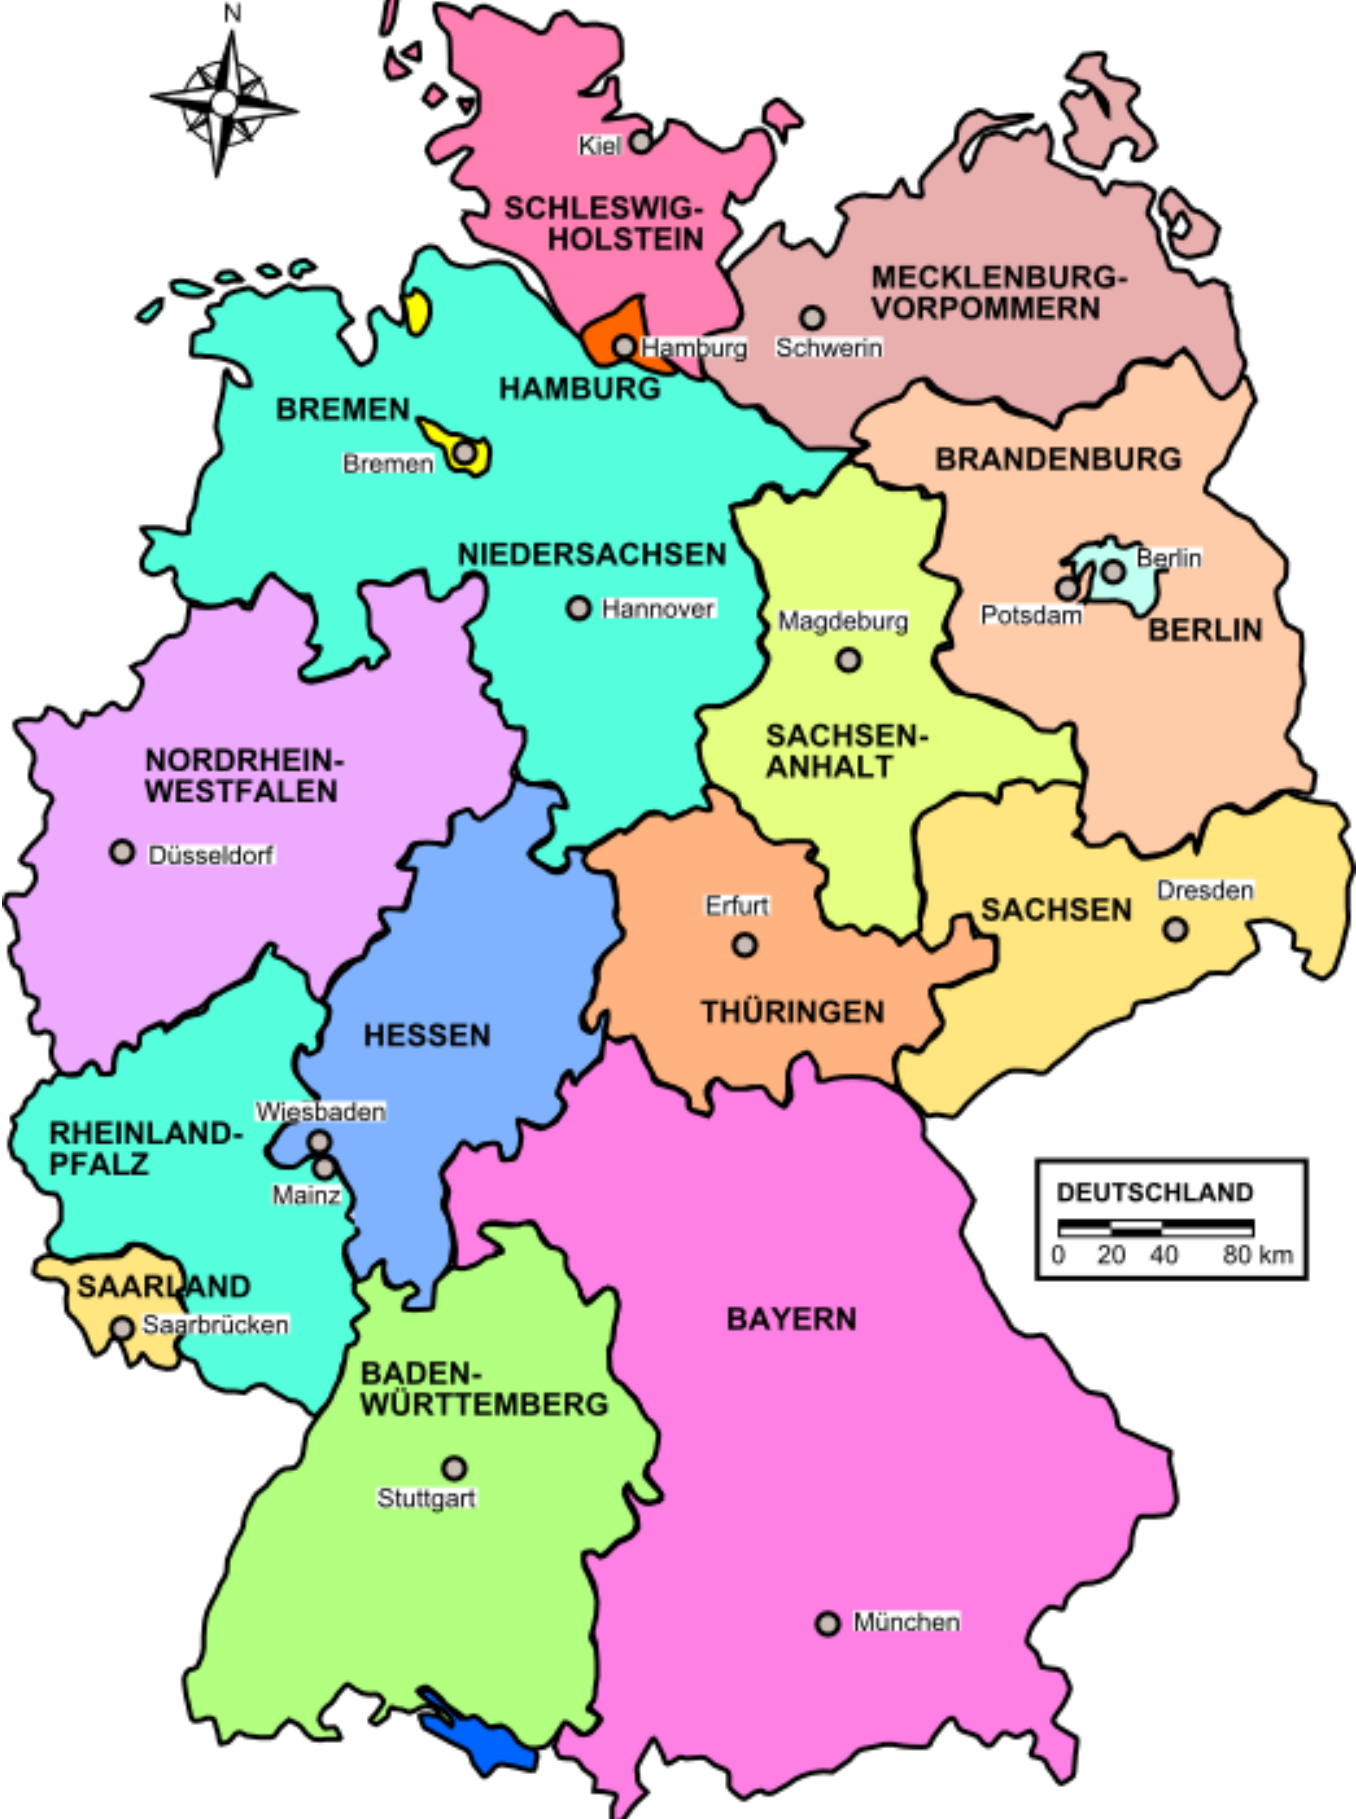 N
Kiel
SCHLESWIG-
HOLSTEIN
MECKLENBURG-
VORPOMMERN
Hamburg
Schwerin
HAMBURG
BREMEN
Bremen
BRANDENBURG
NIEDERSACHSEN
Berlin
Hannover
Magdeburg
Potsdam
BERLIN
SACHSEN-
ANHALT
NORDRHEIN-
WESTFALEN
Düsseldorf
Erfurt
Dresden
SACHSEN
THÜRINGEN
HESSEN
Wiesbaden
RHEINLAND-
PFALZ
Mainz
DEUTSCHLAND
0 20 40 80 km
SAARLAND
Saarbrücken
BAYERN
BADEN-
WÜRTTEMBERG
Stuttgart
München